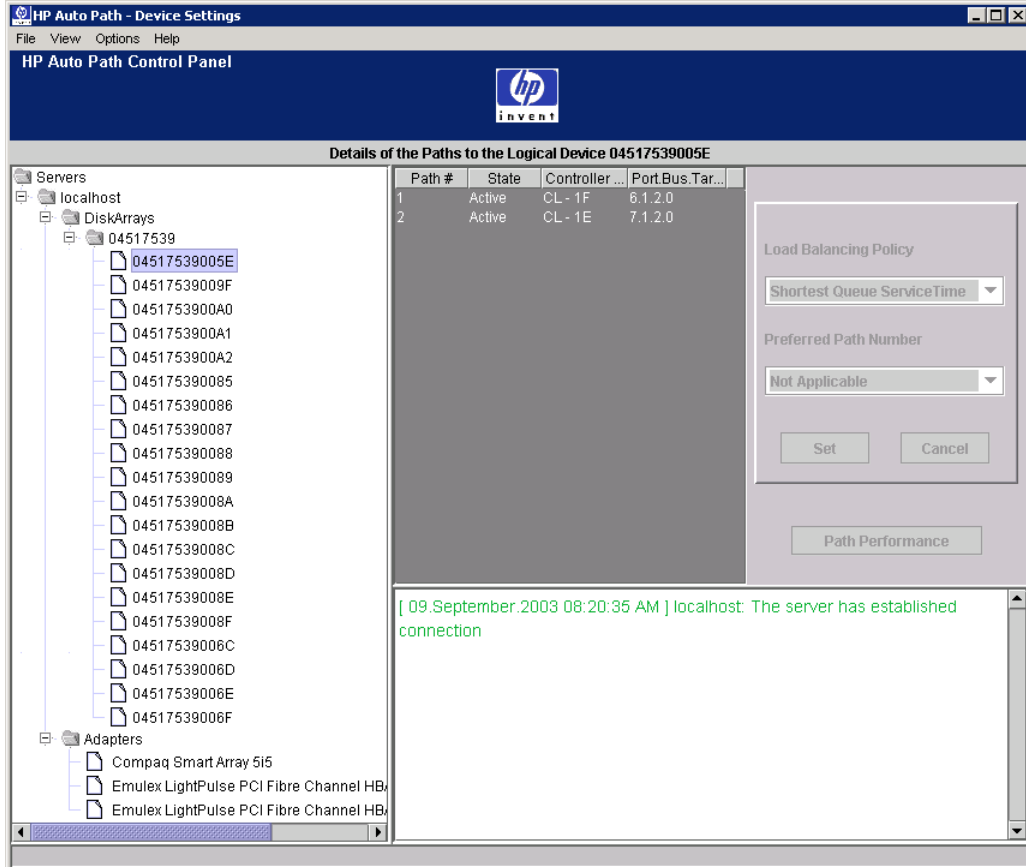 HP Auto Path - Device Settings
File View Options Help
HP Auto Path Control Panel
hp
invent
Details of the Paths to the Logical Device 04517539005E
Servers
localhost
DiskArrays
04517539
04517539005E
04517539009F
0451753900A0
0451753900A1
0451753900A2
045175390085
045175390086
045175390087
045175390088
045175390089
04517539008A
04517539008B
04517539008C
04517539008D
04517539008E
04517539008F
04517539006C
04517539006D
04517539006E
04517539006F
Adapters
Compaq Smart Array 5i5
Emulex LightPulse PCI Fibre Channel HBA
Emulex LightPulse PCI Fibre Channel HBA
Path # State Controller ... Port.Bus.Tar...
1 Active CL - 1F 6.1.2.0
2 Active CL - 1E 7.1.2.0
Load Balancing Policy
Shortest Queue ServiceTime
Preferred Path Number
Not Applicable
Set Cancel
Path Performance
[ 09.September.2003 08:20:35 AM ] localhost: The server has established
connection